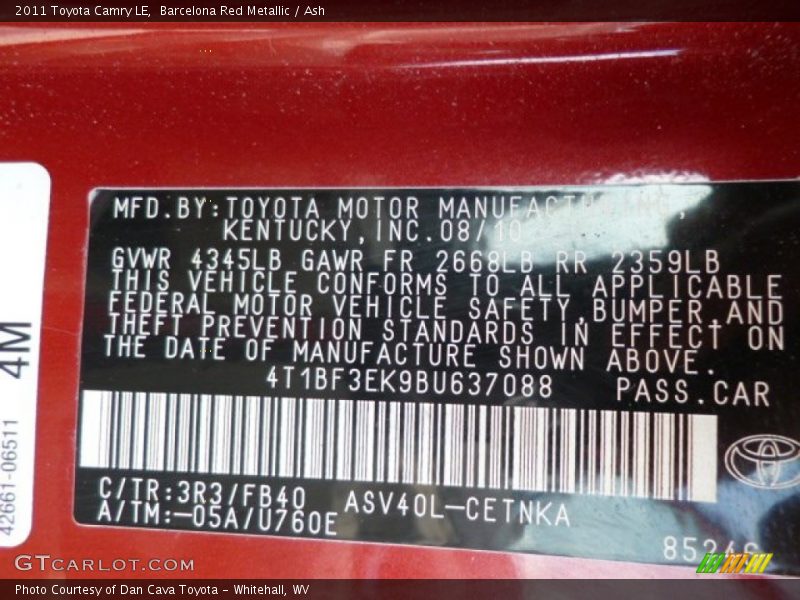 2011 Toyota Camry LE,  Barcelona Red Metallic / Ash
MFD.BY:TOYOTA MOTOR MANUFACTURING,
KENTUCKY,INC.08/10
GVWR 4345LB GAWR FR 2668LB RR 2359LB
THIS VEHICLE CONFORMS TO ALL APPLICABLE
FEDERAL MOTOR VEHICLE SAFETY,BUMPER,AND
THEFT PREVENTION STANDARDS IN EFFECT ON
THE DATE OF MANUFACTURE SHOWN ABOVE.
4T1BF3EK9BU637088 PASS.CAR
C/TR:3R3/FB40 ASV40L-CETNKA
A/TM:-05A/U760E
4M
42661-06511
GTCARLOT.COM
Photo Courtesy of Dan Cava Toyota - Whitehall, WV